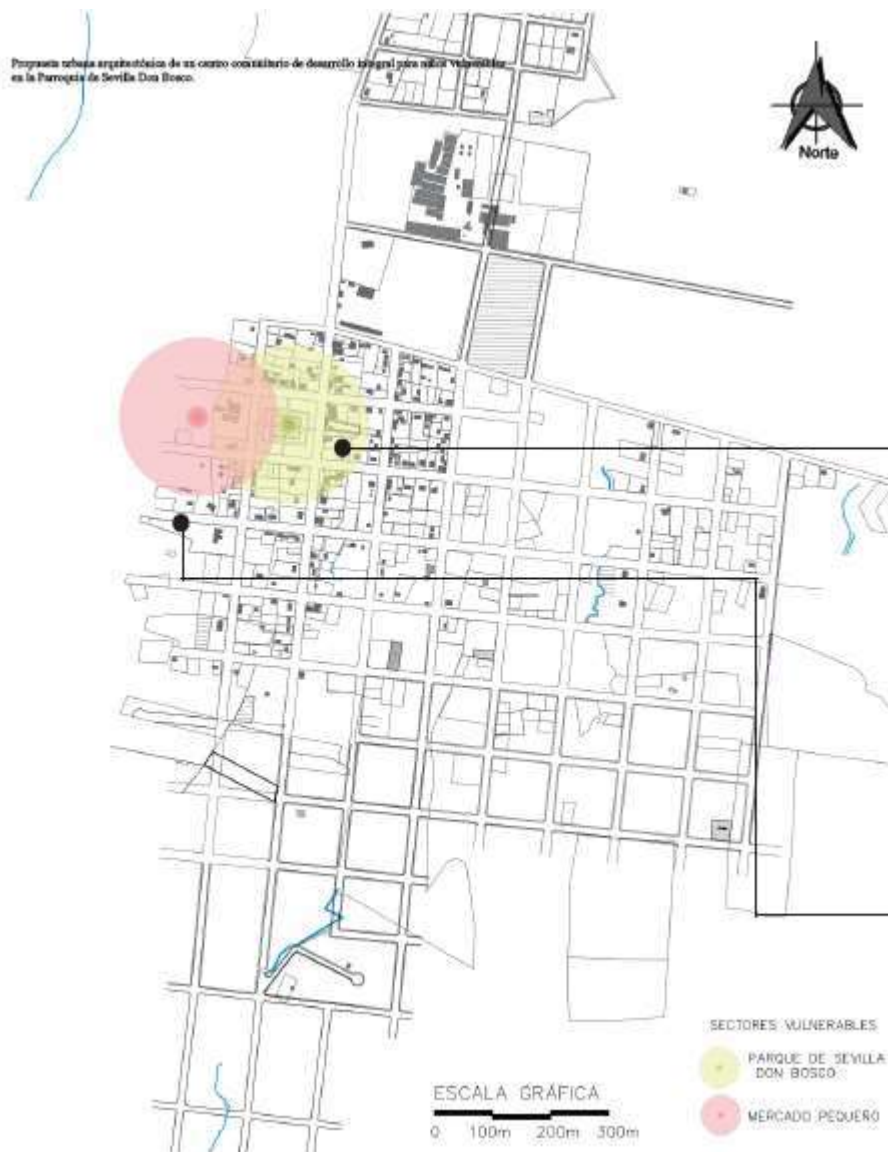 Propuesta urbana arquitectónica de un centro comunitario de desarrollo integral para niños vulnerables
en la Parroquia de Sevilla Don Bosco.
Norte
SECTORES VULNERABLES
PARQUE DE SEVILLA
DON BOSCO
MERCADO PEQUEÑO
ESCALA GRÁFICA
0 100m 200m 300m